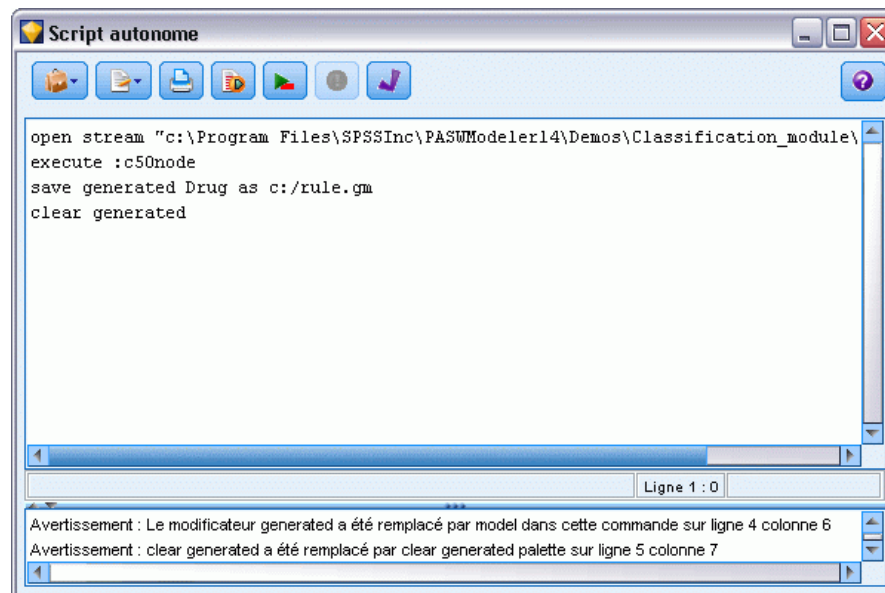 Script autonome
open stream "c:\Program Files\SPSSInc\PASWModeler14\Demos\Classification_module\
execute :c50node
save generated Drug as c:/rule.gm
clear generated
Ligne 1 : 0
Avertissement : Le modificateur generated a été remplacé par model dans cette commande sur ligne 4 colonne 6
Avertissement : clear generated a été remplacé par clear generated palette sur ligne 5 colonne 7